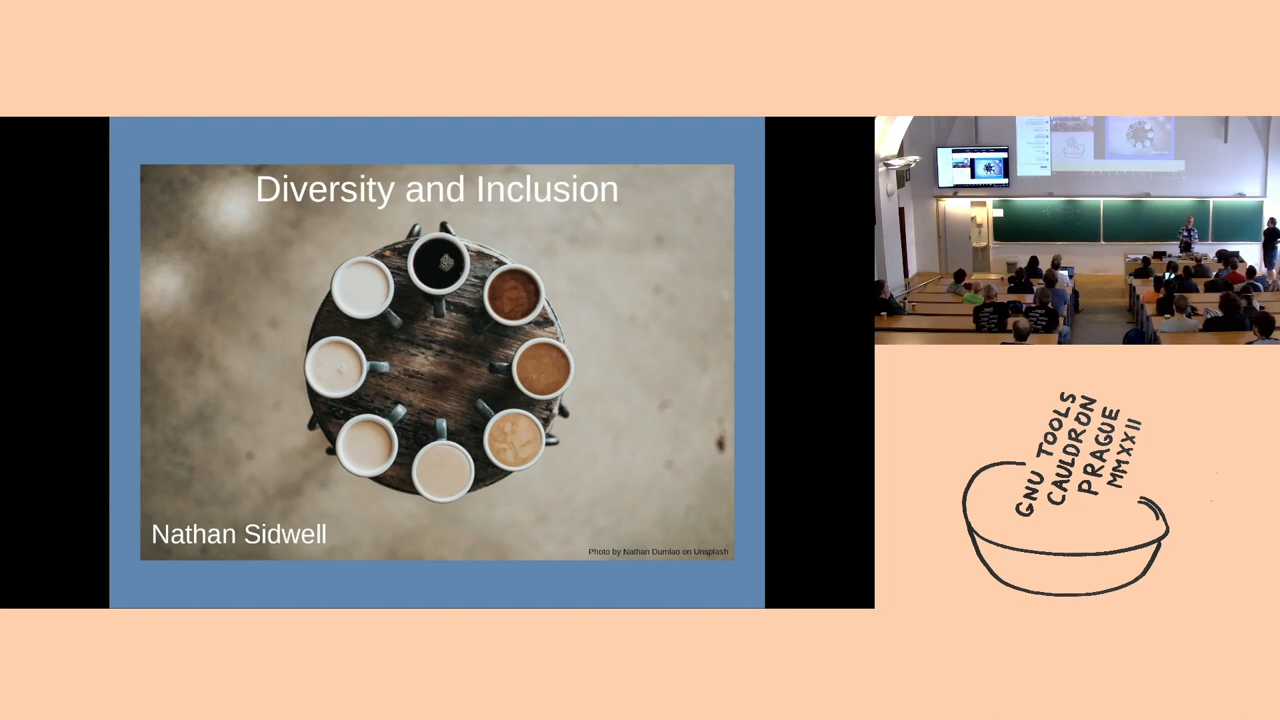 Diversity and Inclusion
Nathan Sidwell
Photo by Nathan Dumlao on Unsplash
GNU TOOLS
CAULDRON
PRAGUE
MMXXII